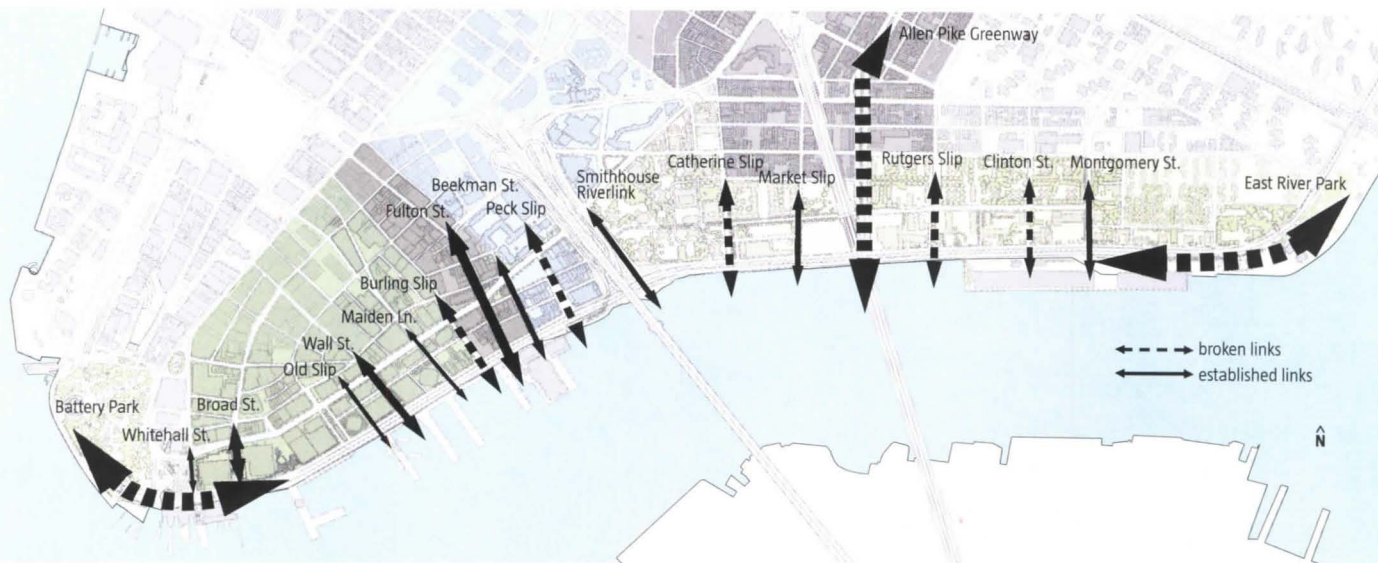 Allen Pike Greenway
Beekman St.
Fulton St.
Peck Slip
Smithhouse
Riverlink
Catherine Slip
Market Slip
Rutgers Slip
Clinton St.
Montgomery St.
East River Park
Burling Slip
Maiden Ln.
Wall St.
Old Slip
Battery Park
Broad St.
Whitehall St.
broken links
established links
N